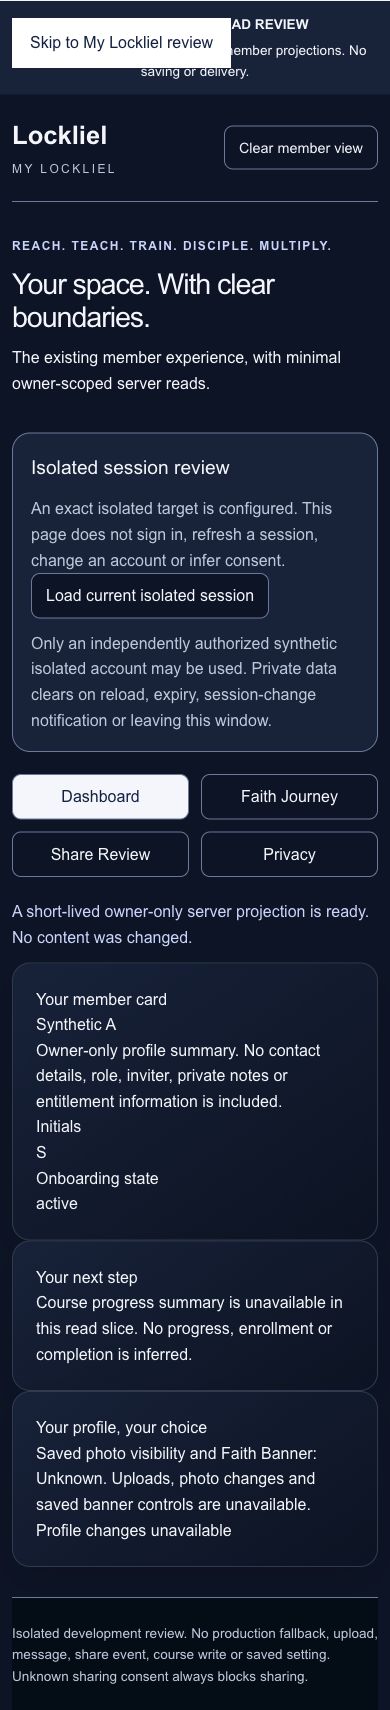 Skip to My Lockliel review
AD REVIEW
member projections. No
saving or delivery.
Lockliel
MY LOCKLIEL
Clear member view
REACH. TEACH. TRAIN. DISCIPLE. MULTIPLY.
Your space. With clear
boundaries.
The existing member experience, with minimal
owner-scoped server reads.
Isolated session review
An exact isolated target is configured. This
page does not sign in, refresh a session,
change an account or infer consent.
Load current isolated session
Only an independently authorized synthetic
isolated account may be used. Private data
clears on reload, expiry, session-change
notification or leaving this window.
Dashboard
Faith Journey
Share Review
Privacy
A short-lived owner-only server projection is ready.
No content was changed.
Your member card
Synthetic A
Owner-only profile summary. No contact
details, role, inviter, private notes or
entitlement information is included.
Initials
S
Onboarding state
active
Your next step
Course progress summary is unavailable in
this read slice. No progress, enrollment or
completion is inferred.
Your profile, your choice
Saved photo visibility and Faith Banner:
Unknown. Uploads, photo changes and
saved banner controls are unavailable.
Profile changes unavailable
Isolated development review. No production fallback, upload,
message, share event, course write or saved setting.
Unknown sharing consent always blocks sharing.